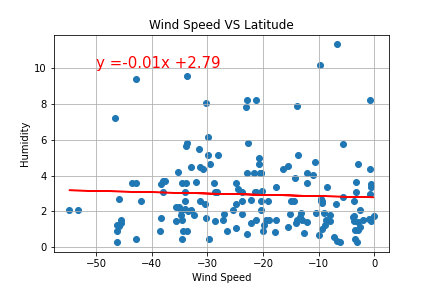 Wind Speed VS Latitude
y =-0.01x +2.79
Humidity
10
8
6
4
2
0
−50 −40 −30 −20 −10 0
Wind Speed